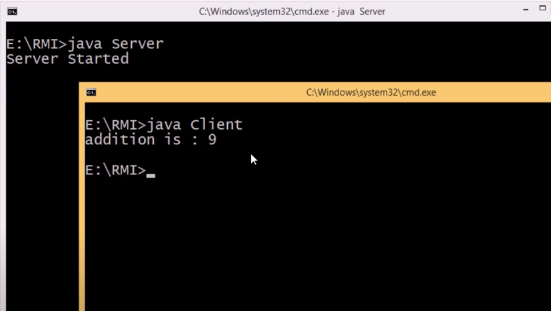 C:\Windows\system32\cmd.exe - java Server
E:\RMI>java Server
Server Started
C:\Windows\system32\cmd.exe
E:\RMI>java Client
addition is : 9
E:\RMI>